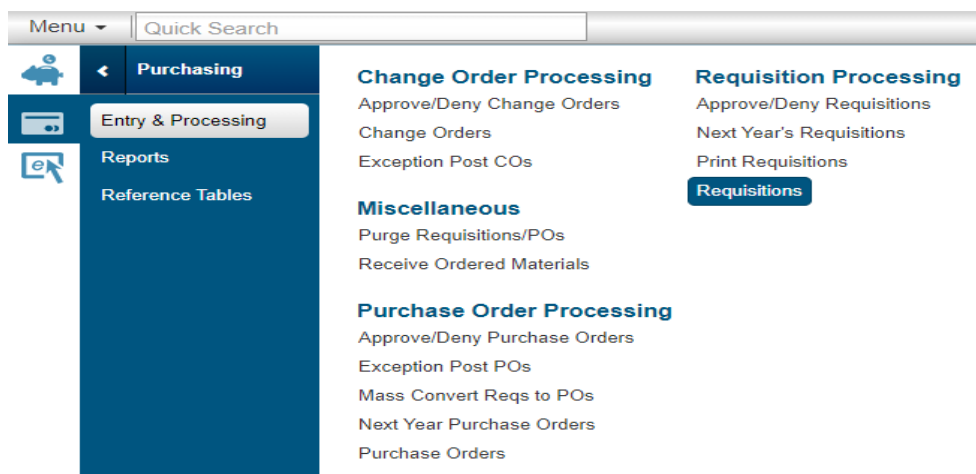 Menu
Quick Search
Purchasing
Entry & Processing
Reports
Reference Tables
Change Order Processing
Approve/Deny Change Orders
Change Orders
Exception Post COs
Miscellaneous
Purge Requisitions/POs
Receive Ordered Materials
Purchase Order Processing
Approve/Deny Purchase Orders
Exception Post POs
Mass Convert Reqs to POs
Next Year Purchase Orders
Purchase Orders
Requisition Processing
Approve/Deny Requisitions
Next Year's Requisitions
Print Requisitions
Requisitions